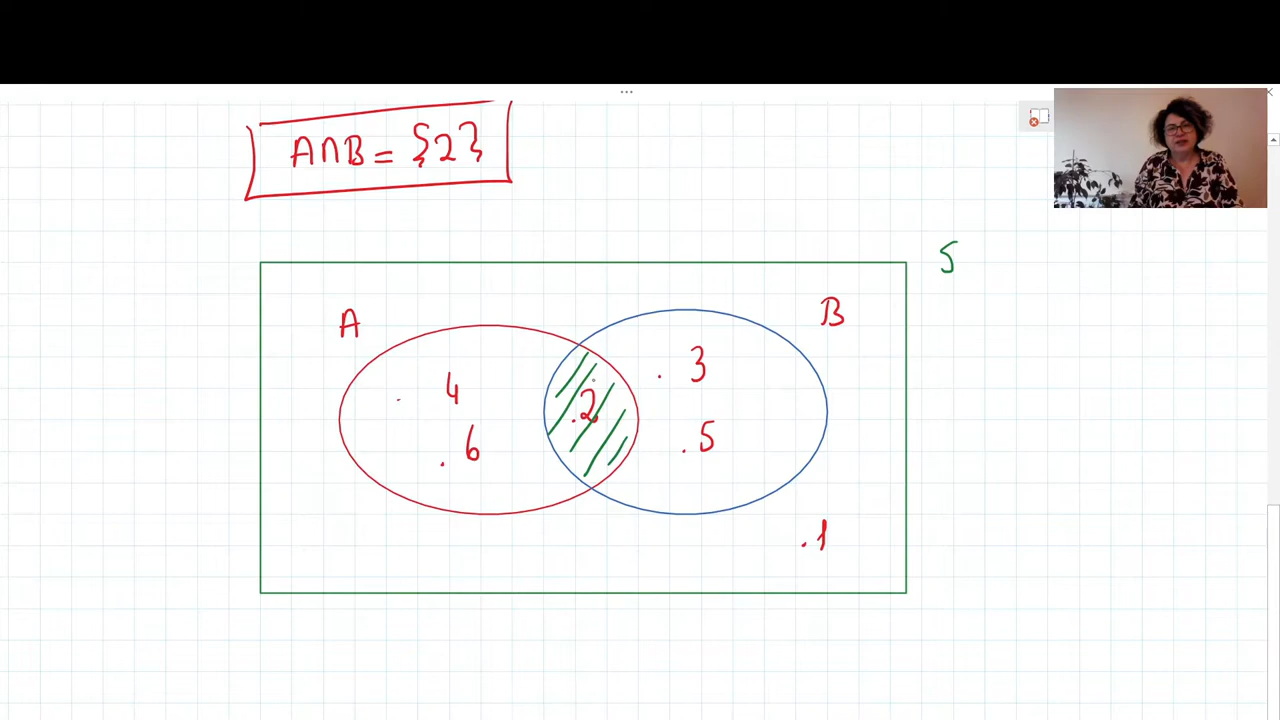 A∩B = {2}
S
A
B
4
.2
. 3
. 6
. 5
. 1